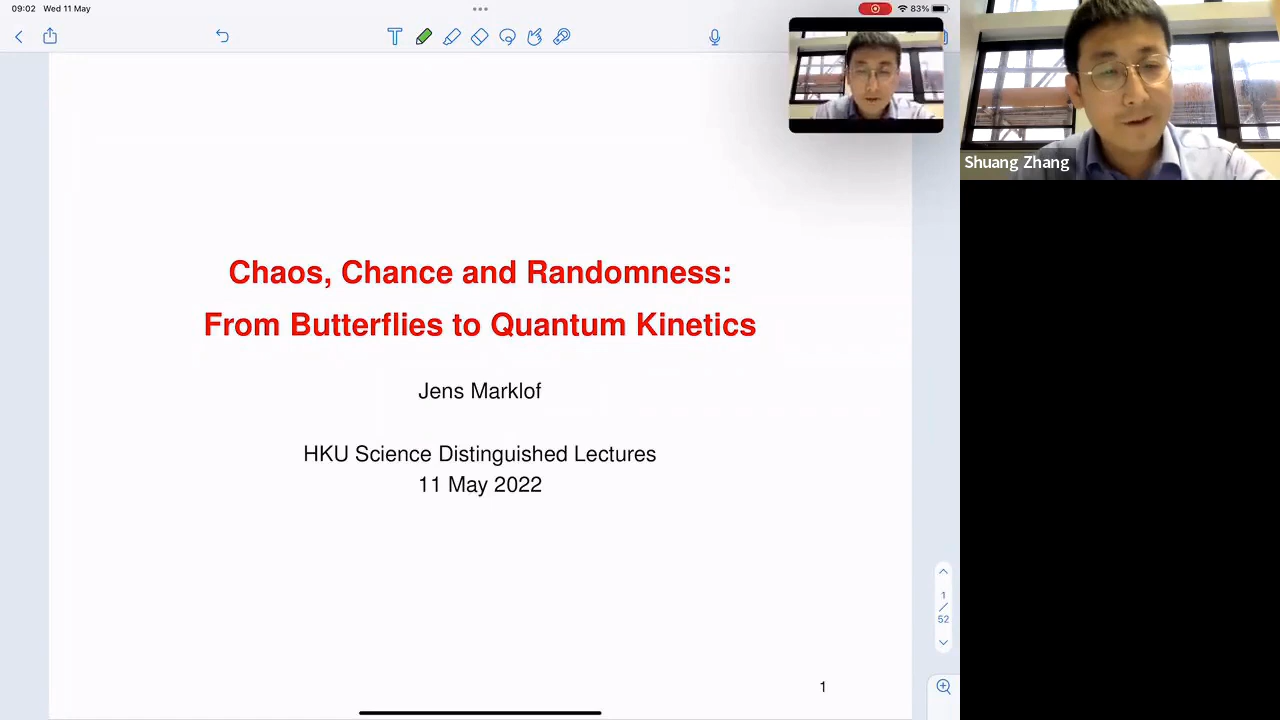 09:02 Wed 11 May
83%
Shuang Zhang
Chaos, Chance and Randomness:
From Butterflies to Quantum Kinetics
Jens Marklof
HKU Science Distinguished Lectures
11 May 2022
1
/
52
1